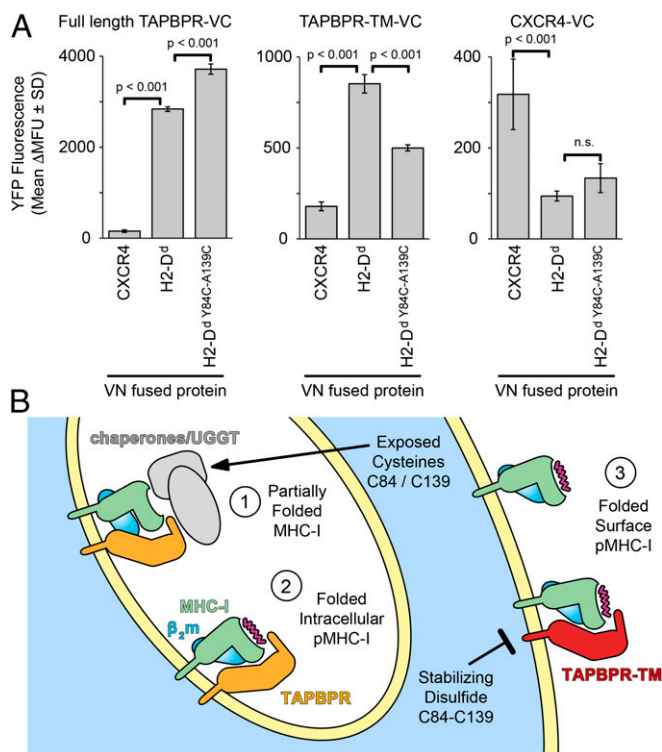 A
Full length TAPBPR-VC
TAPBPR-TM-VC
CXCR4-VC
YFP Fluorescence
(Mean ΔMFU ± SD)
4000
2000
0
p < 0.001
p < 0.001
CXCR4
H2-Dd
H2-Dd Y84C-A139C
VN fused protein
1000
500
0
p < 0.001
p < 0.001
CXCR4
H2-Dd
H2-Dd Y84C-A139C
VN fused protein
400
200
0
p < 0.001
n.s.
CXCR4
H2-Dd
H2-Dd Y84C-A139C
VN fused protein
B
chaperones/UGGT
Exposed
Cysteines
C84 / C139
1
Partially
Folded
MHC-I
2
Folded
Intracellular
pMHC-I
MHC-I
β2m
TAPBPR
3
Folded
Surface
pMHC-I
TAPBPR-TM
Stabilizing
Disulfide
C84-C139